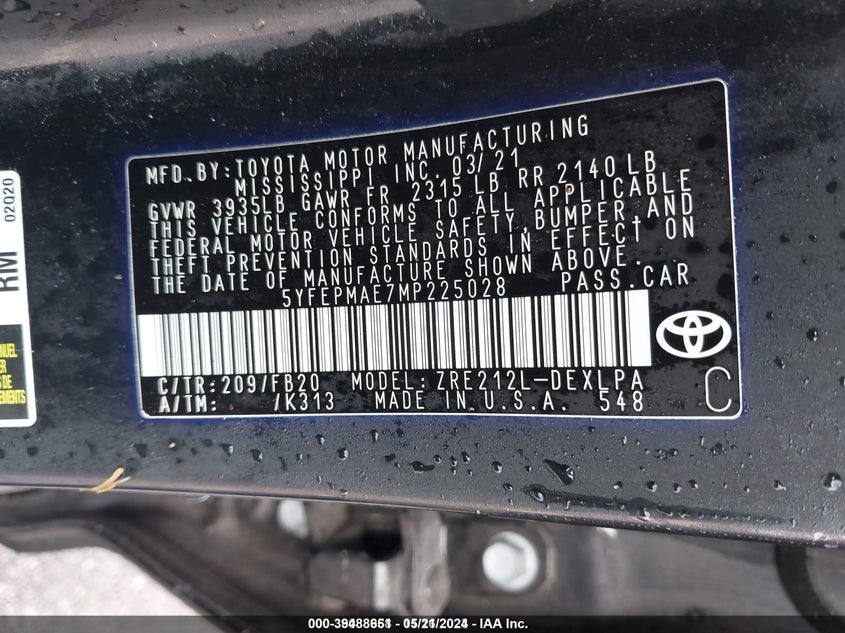 MFD. BY: TOYOTA MOTOR MANUFACTURING
MISSISSIPPI INC. 03/21
GVWR 3935LB GAWR FR 2315 LB RR 2140 LB
THIS VEHICLE CONFORMS TO ALL APPLICABLE
FEDERAL MOTOR VEHICLE SAFETY, BUMPER, AND
THEFT PREVENTION STANDARDS IN EFFECT ON
THE DATE OF MANUFACTURE SHOWN ABOVE.
5YFEPMAE7MP225028 PASS. CAR
C/TR: 209/FB20 MODEL: ZRE212L-DEXLPA
A/TM: /K313 MADE IN U.S.A. 548
C
RM
02Q20